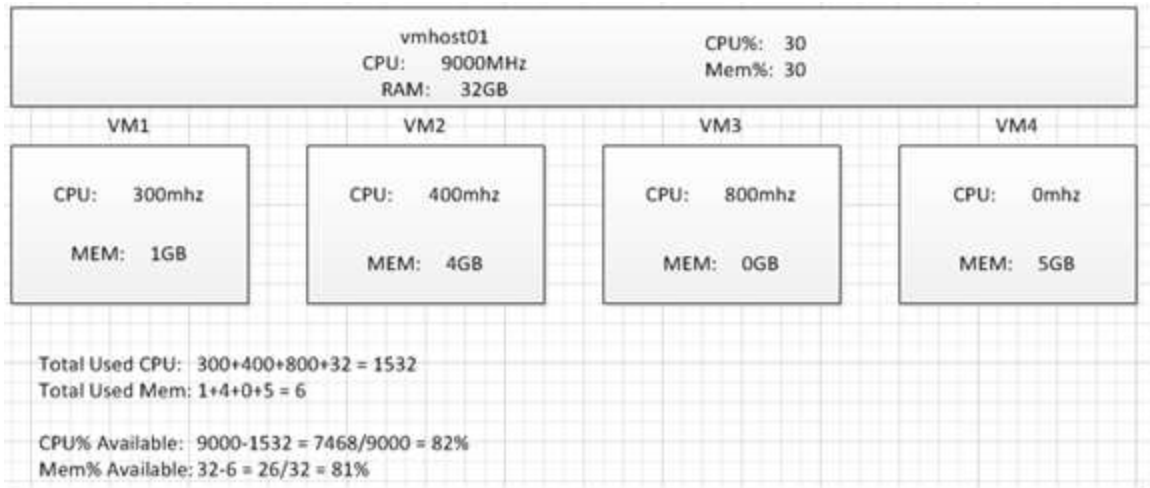 vmhost01
CPU: 9000MHz
RAM: 32GB
CPU%: 30
Mem%: 30
VM1
VM2
VM3
VM4
CPU: 300mhz
MEM: 1GB
CPU: 400mhz
MEM: 4GB
CPU: 800mhz
MEM: 0GB
CPU: 0mhz
MEM: 5GB
Total Used CPU: 300+400+800+32 = 1532
Total Used Mem: 1+4+0+5 = 6
CPU% Available: 9000-1532 = 7468/9000 = 82%
Mem% Available: 32-6 = 26/32 = 81%